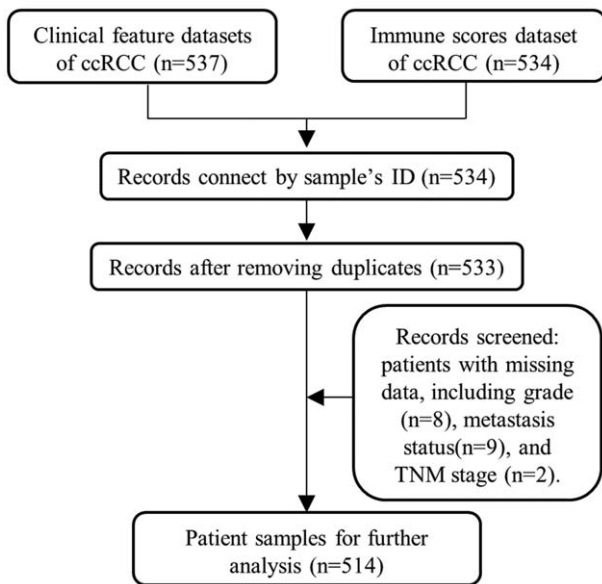 Clinical feature datasets
of ccRCC (n=537)
Immune scores dataset
of ccRCC (n=534)
Records connect by sample's ID (n=534)
Records after removing duplicates (n=533)
Records screened:
patients with missing
data, including grade
(n=8), metastasis
status(n=9), and
TNM stage (n=2).
Patient samples for further
analysis (n=514)